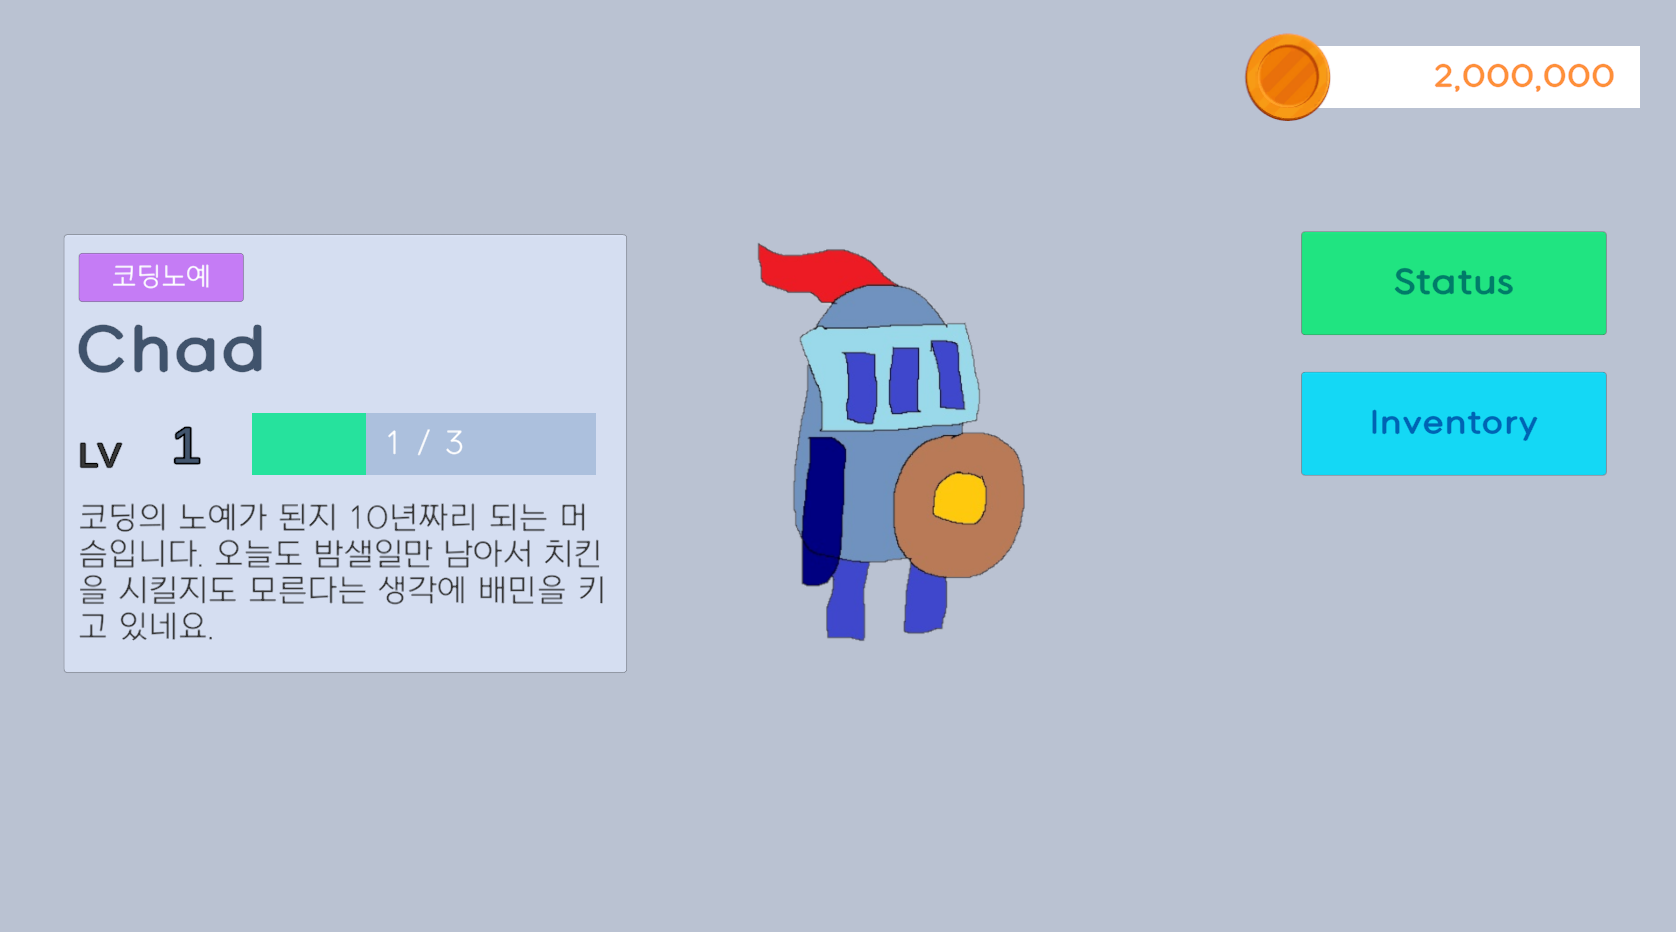 2,000,000
코딩노예
Chad
LV 1 1 / 3
코딩의 노예가 된지 10년짜리 되는 머
슴입니다. 오늘도 밤샐일만 남아서 치킨
을 시킬지도 모른다는 생각에 배민을 키
고 있네요.
Status
Inventory